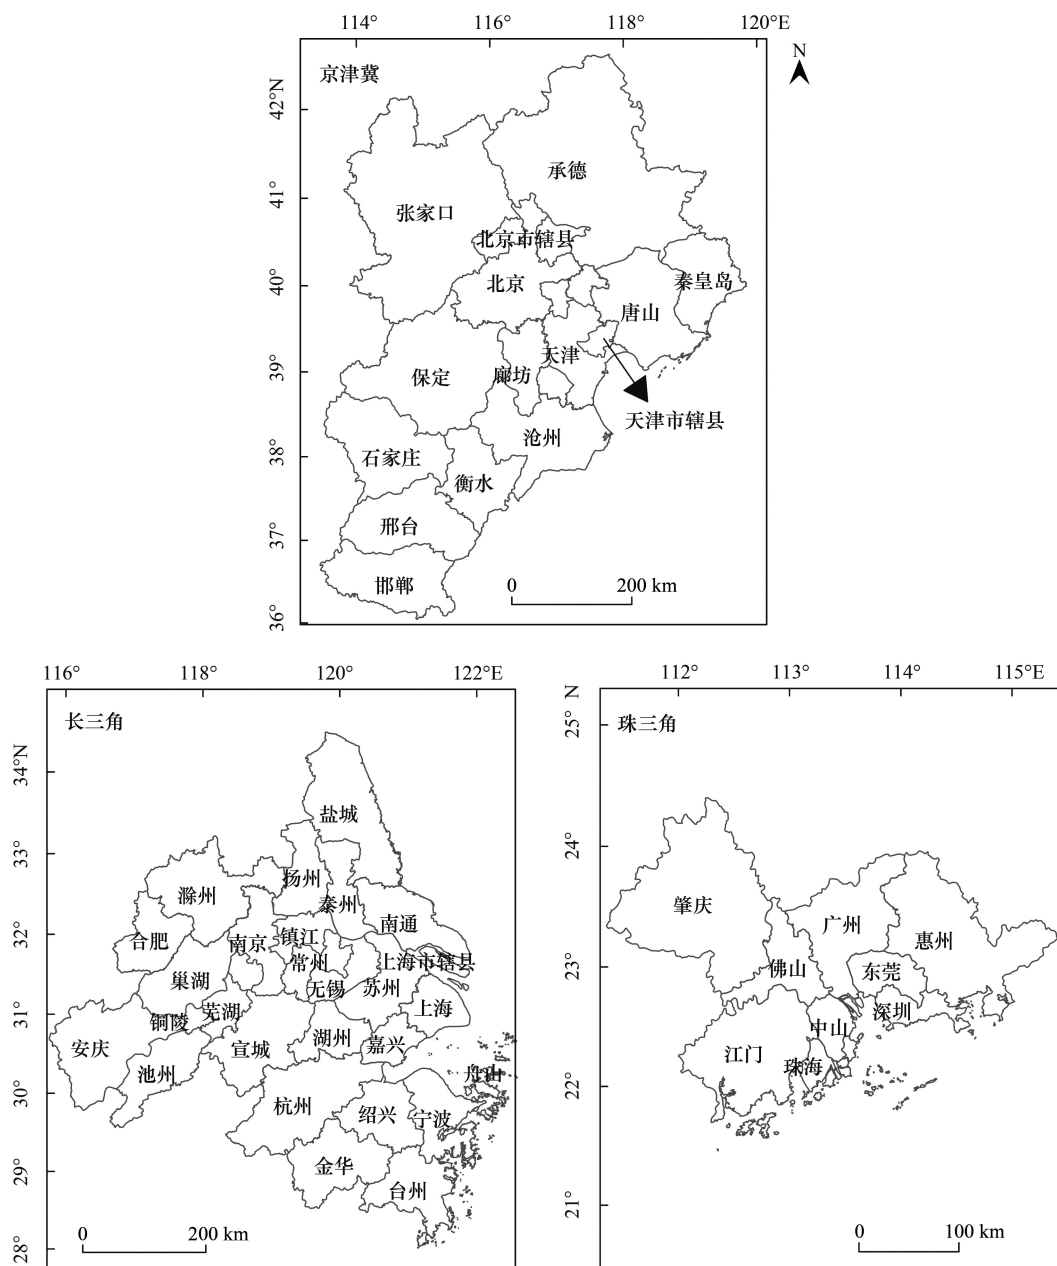 114° 116° 118° 120°E
N
京津冀
42°N
承德
41°
张家口
北京市辖县
40°
北京
秦皇岛
唐山
天津
39°
保定
廊坊
天津市辖县
沧州
38°
石家庄
衡水
37°
邢台
邯郸
0 200 km
36°
116° 118° 120° 122°E
长三角
34°N
盐城
33°
扬州
滁州
泰州
南通
32°
合肥
南京
镇江
常州
上海市辖县
巢湖
无锡
苏州
31°
芜湖
上海
铜陵
安庆
宣城
湖州
嘉兴
池州
舟山
30°
杭州
绍兴
宁波
29°
金华
台州
0 200 km
28°
112° 113° 114° 115°E
25° N
珠三角
24°
肇庆
广州
惠州
23°
佛山
东莞
深圳
中山
江门
珠海
22°
21°
0 100 km